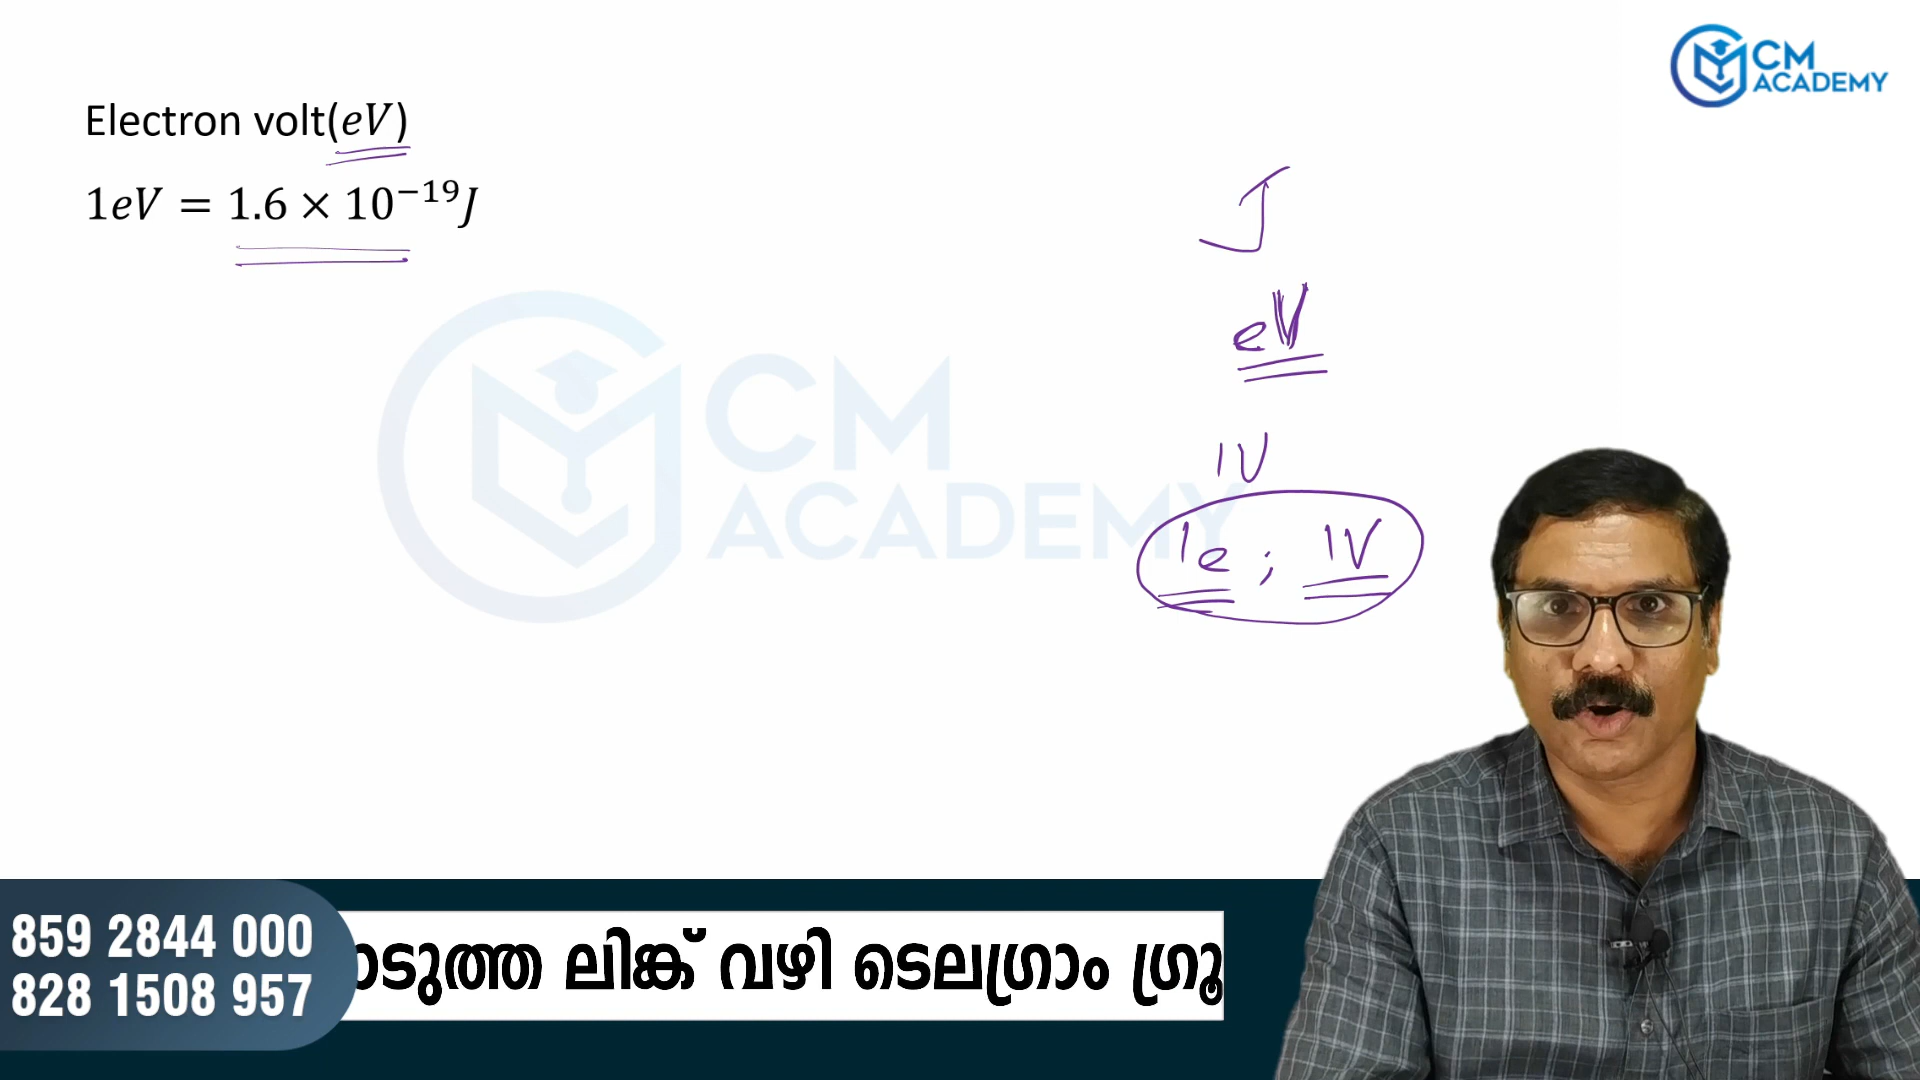 CM
ACADEMY
Electron volt(eV)
1eV = 1.6 × 10⁻¹⁹J
J
eV
1V
1e ; 1V
CM
ACADEMY
859 2844 000
828 1508 957
ലിങ്ക് വഴി ടെലഗ്രാം